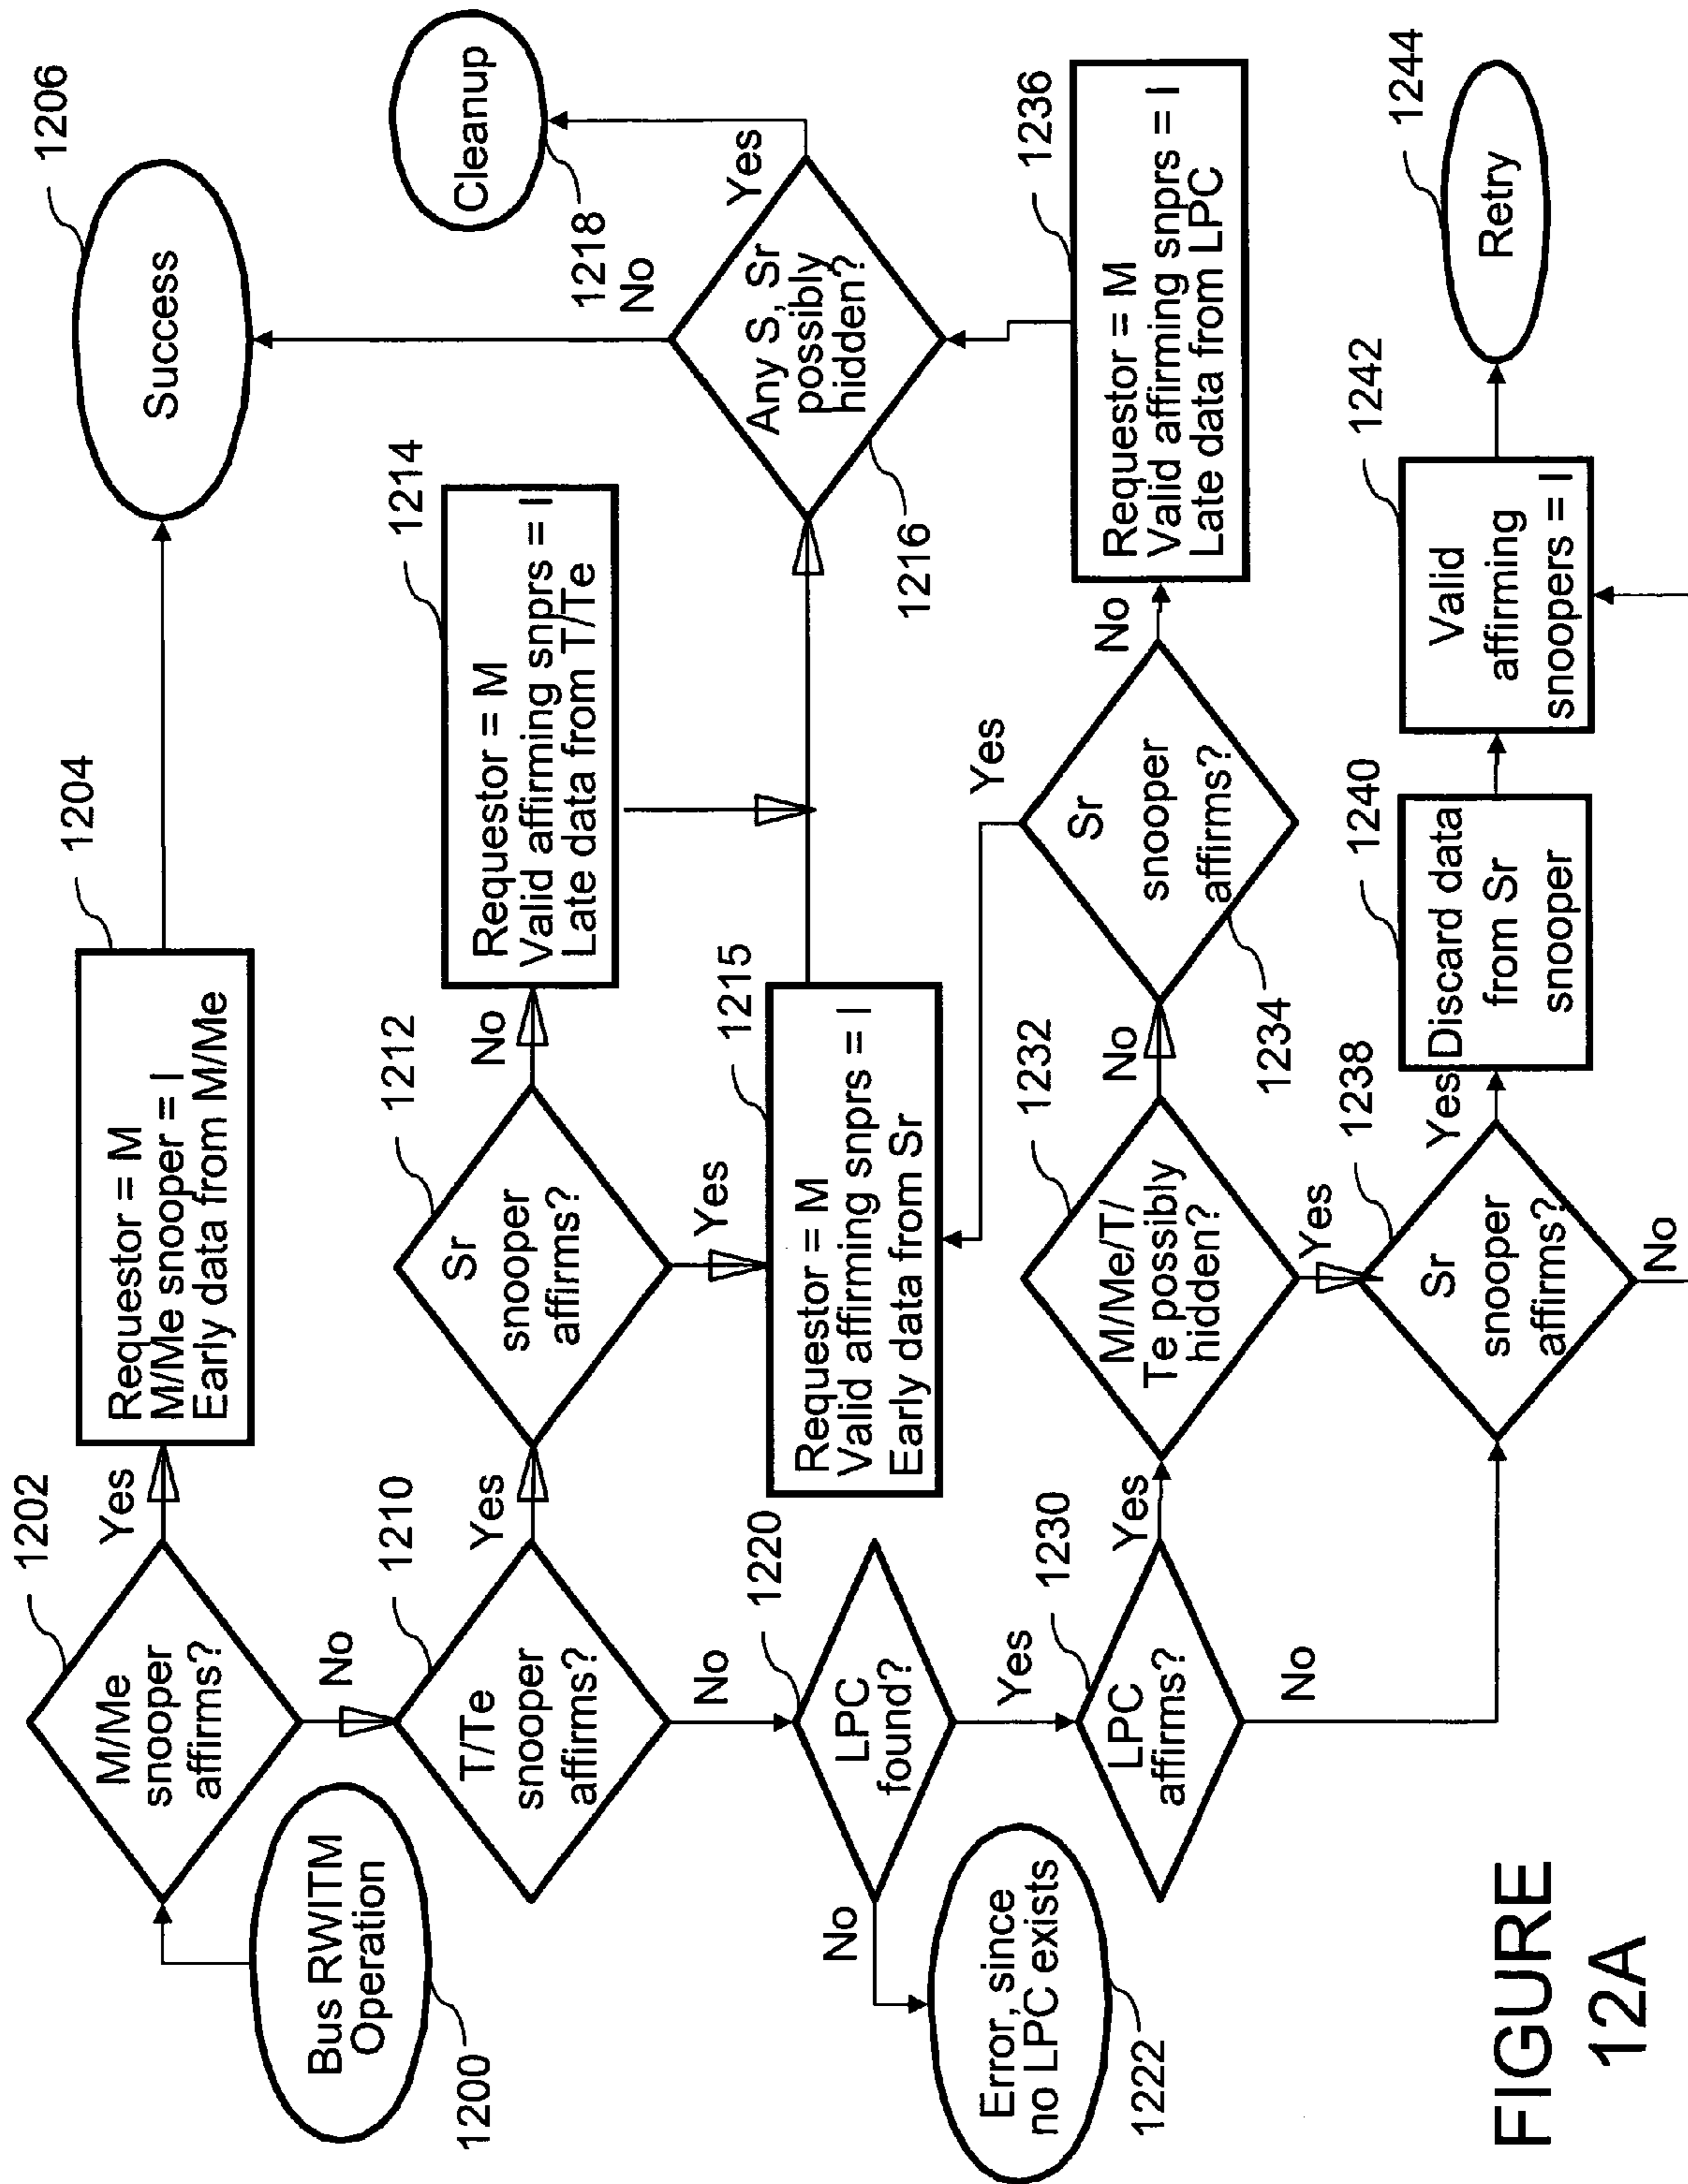 1200
Bus RWITM
Operation
1202
M/Me
snooper
affirms?
Yes
No
1204
Requestor = M
M/Me snooper = I
Early data from M/Me
1206
Success
1210
T/Te
snooper
affirms?
Yes
No
1212
Sr
snooper
affirms?
No
Yes
1214
Requestor = M
Valid affirming snprs = I
Late data from T/Te
1215
Requestor = M
Valid affirming snprs = I
Early data from Sr
1216
Any S, Sr
possibly
hidden?
No
Yes
1218
Cleanup
1220
LPC
found?
No
Yes
1222
Error, since
no LPC exists
1230
LPC
affirms?
Yes
No
1232
M/Me/T/
Te possibly
hidden?
No
Yes
1234
Sr
snooper
affirms?
Yes
No
1236
Requestor = M
Valid affirming snprs = I
Late data from LPC
1238
Sr
snooper
affirms?
Yes
No
1240
Discard data
from Sr
snooper
1242
Valid
affirming
snoopers = I
1244
Retry
FIGURE
12A